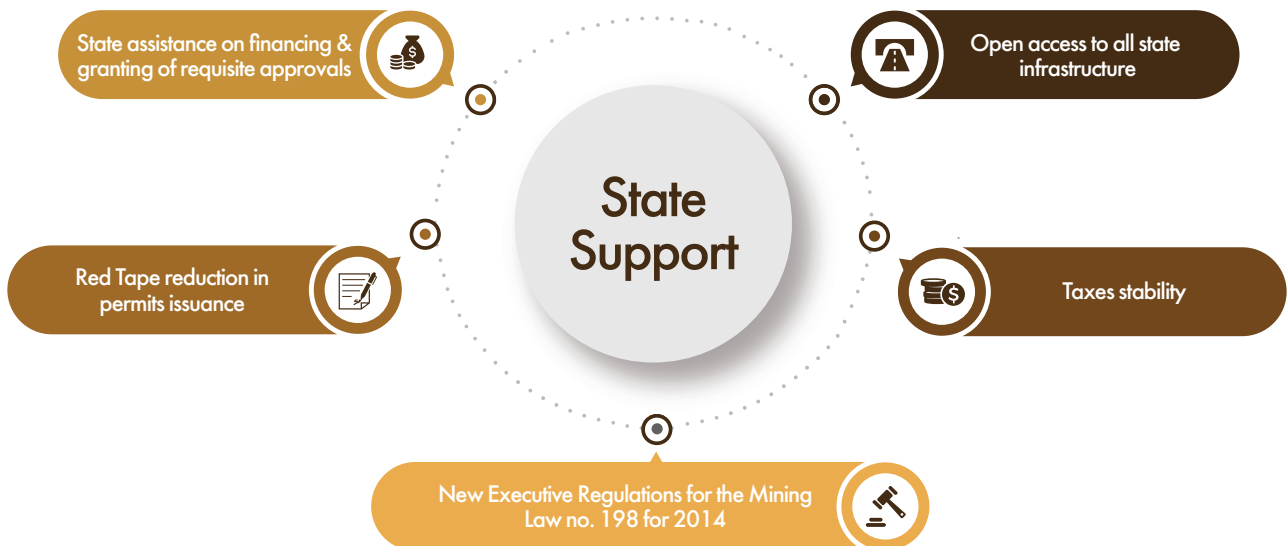 State assistance on financing &
granting of requisite approvals
Open access to all state
infrastructure
State
Support
Red Tape reduction in
permits issuance
Taxes stability
New Executive Regulations for the Mining
Law no. 198 for 2014